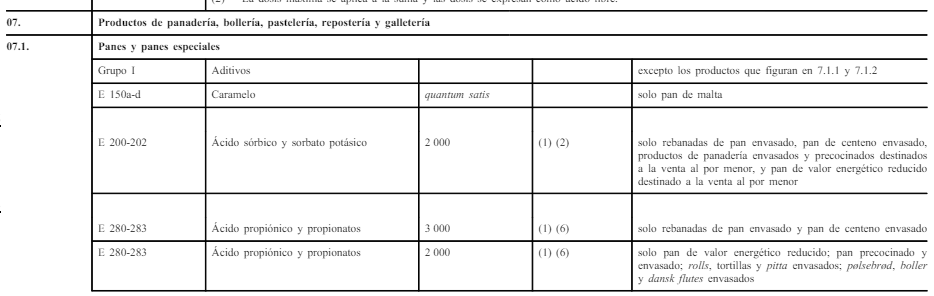 (2) La dosis máxima se aplica a la suma y las dosis se expresan como ácido libre.
07. Productos de panadería, bollería, pastelería, repostería y galletería
07.1. Panes y panes especiales
Grupo I Aditivos excepto los productos que figuran en 7.1.1 y 7.1.2
E 150a-d Caramelo quantum satis solo pan de malta
E 200-202 Ácido sórbico y sorbato potásico 2 000 (1) (2) solo rebanadas de pan envasado, pan de centeno envasado,
productos de panadería envasados y precocinados destinados
a la venta al por menor, y pan de valor energético reducido
destinado a la venta al por menor
E 280-283 Ácido propiónico y propionatos 3 000 (1) (6) solo rebanadas de pan envasado y pan de centeno envasado
E 280-283 Ácido propiónico y propionatos 2 000 (1) (6) solo pan de valor energético reducido; pan precocinado y
envasado; rolls, tortillas y pitta envasados; pølsebrød, boller
y dansk flutes envasados